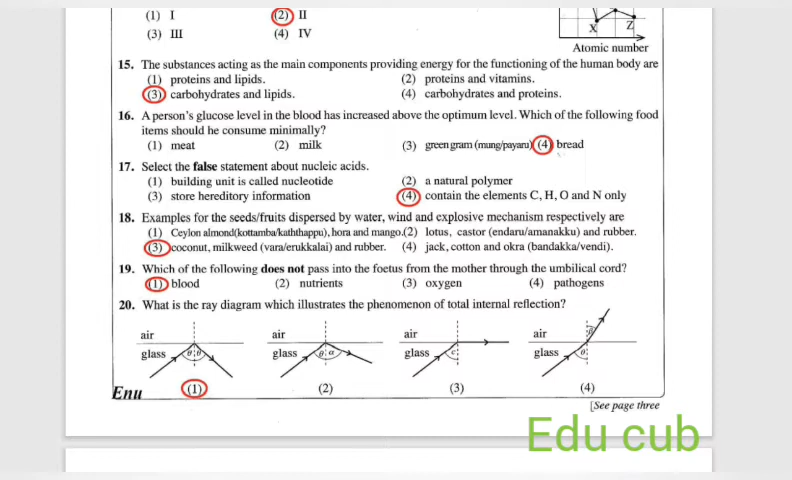 (1) I (2) II
(3) III (4) IV
X Z
Atomic number
15. The substances acting as the main components providing energy for the functioning of the human body are
(1) proteins and lipids. (2) proteins and vitamins.
(3) carbohydrates and lipids. (4) carbohydrates and proteins.
16. A person's glucose level in the blood has increased above the optimum level. Which of the following food
items should he consume minimally?
(1) meat (2) milk (3) green gram (mung/payaru) (4) bread
17. Select the false statement about nucleic acids.
(1) building unit is called nucleotide (2) a natural polymer
(3) store hereditary information (4) contain the elements C, H, O and N only
18. Examples for the seeds/fruits dispersed by water, wind and explosive mechanism respectively are
(1) Ceylon almond(kottamba/kaththappu), hora and mango. (2) lotus, castor (endaru/amanakku) and rubber.
(3) coconut, milkweed (vara/erukkalai) and rubber. (4) jack, cotton and okra (bandakka/vendi).
19. Which of the following does not pass into the foetus from the mother through the umbilical cord?
(1) blood (2) nutrients (3) oxygen (4) pathogens
20. What is the ray diagram which illustrates the phenomenon of total internal reflection?
air air air air
glass θ θ glass θ α glass c glass θ β
Enu (1) (2) (3) (4)
[See page three
Edu cub